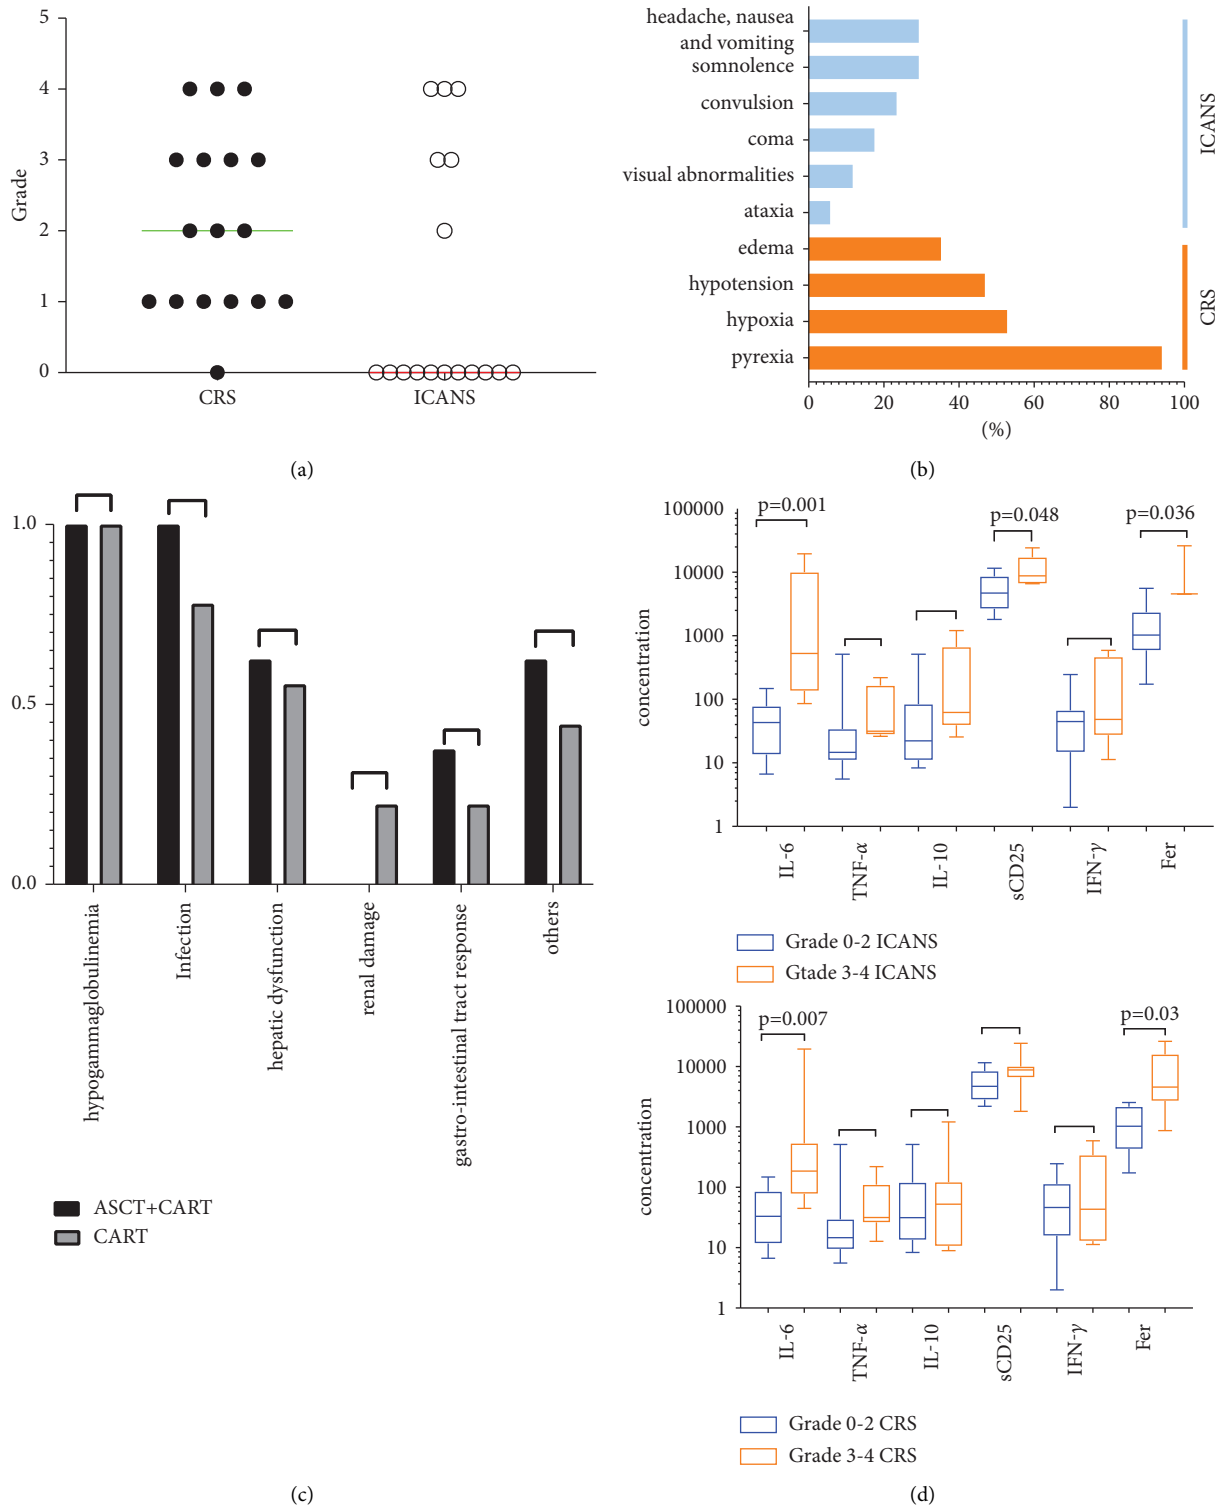 5
4
3
2
1
0
Grade
CRS
ICANS
(a)
headache, nausea
and vomiting
somnolence
convulsion
coma
visual abnormalities
ataxia
edema
hypotension
hypoxia
pyrexia
0
20
40
60
80
100
(%)
ICANS
CRS
(b)
1.0
0.5
0.0
hypogammaglobulinemia
Infection
hepatic dysfunction
renal damage
gastro-intestinal tract response
others
ASCT+CART
CART
(c)
100000
10000
1000
100
10
1
concentration
p=0.001
p=0.048
p=0.036
IL-6
TNF-α
IL-10
sCD25
IFN-γ
Fer
Grade 0-2 ICANS
Gtade 3-4 ICANS
100000
10000
1000
100
10
1
concentration
p=0.007
p=0.03
IL-6
TNF-α
IL-10
sCD25
IFN-γ
Fer
Grade 0-2 CRS
Grade 3-4 CRS
(d)